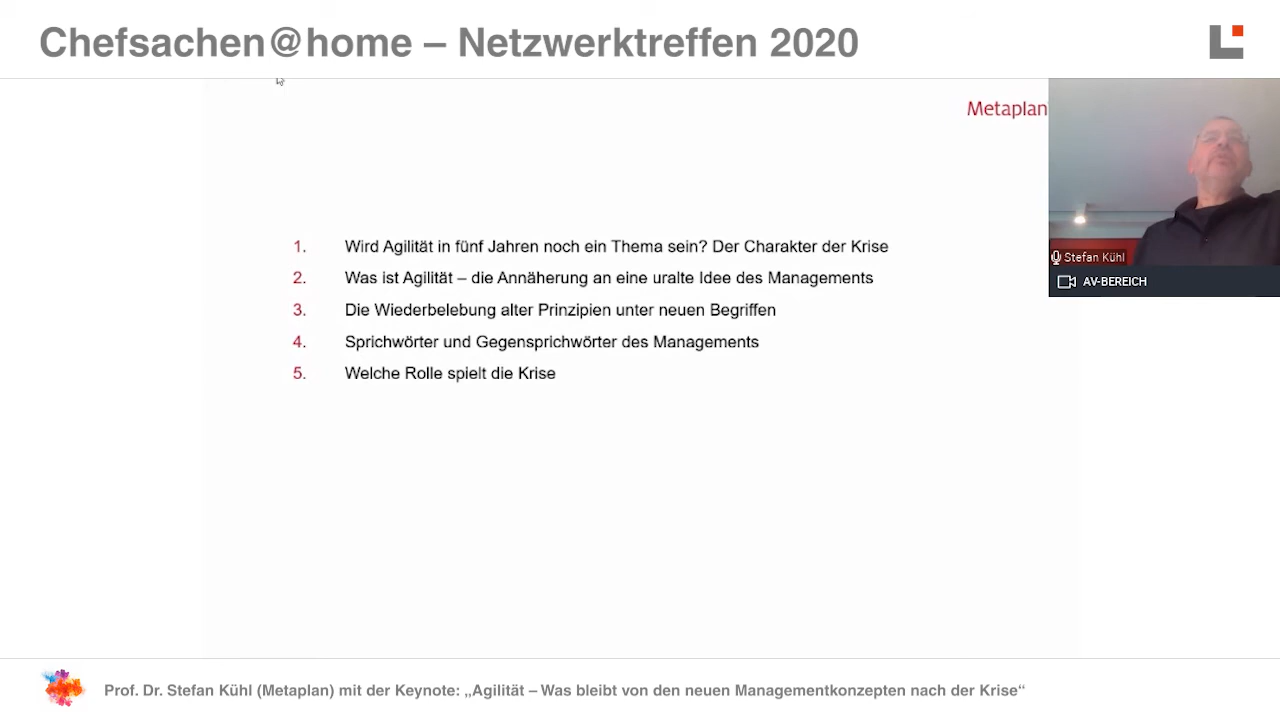 Chefsachen@home – Netzwerktreffen 2020
Metaplan
1. Wird Agilität in fünf Jahren noch ein Thema sein? Der Charakter der Krise
2. Was ist Agilität – die Annäherung an eine uralte Idee des Managements
3. Die Wiederbelebung alter Prinzipien unter neuen Begriffen
4. Sprichwörter und Gegensprichwörter des Managements
5. Welche Rolle spielt die Krise
Stefan Kühl
AV-BEREICH
Prof. Dr. Stefan Kühl (Metaplan) mit der Keynote: „Agilität – Was bleibt von den neuen Managementkonzepten nach der Krise“